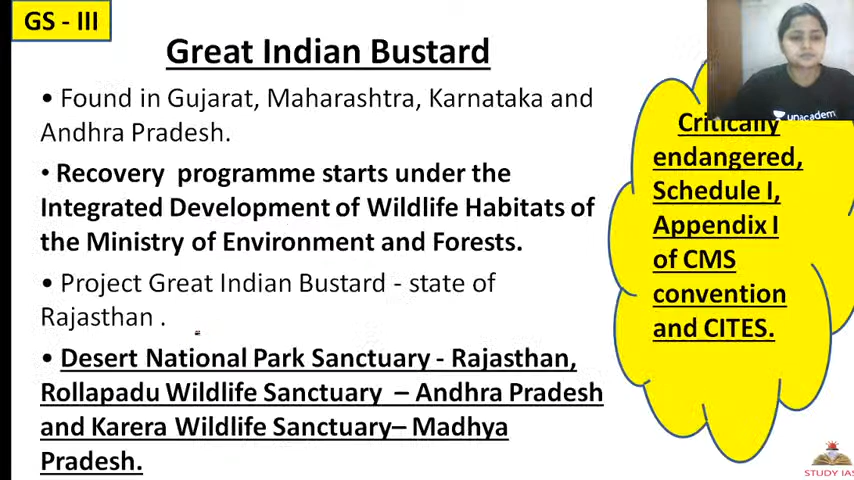 GS - III
Great Indian Bustard
• Found in Gujarat, Maharashtra, Karnataka and
Andhra Pradesh.
• Recovery programme starts under the
Integrated Development of Wildlife Habitats of
the Ministry of Environment and Forests.
• Project Great Indian Bustard - state of
Rajasthan .
• Desert National Park Sanctuary - Rajasthan,
Rollapadu Wildlife Sanctuary – Andhra Pradesh
and Karera Wildlife Sanctuary– Madhya
Pradesh.
unacademy
Critically
endangered,
Schedule I,
Appendix I
of CMS
convention
and CITES.
STUDY IAS